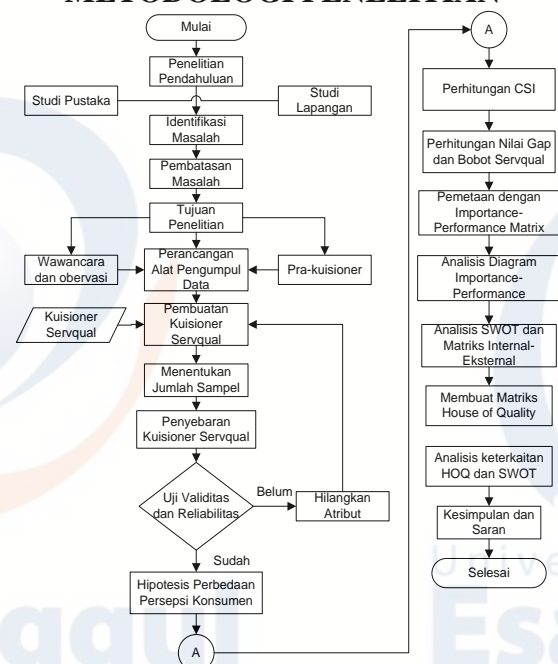 METODOLOGI PENELITIAN
Mulai
Penelitian
Pendahuluan
Studi Pustaka
Studi
Lapangan
Identifikasi
Masalah
Pembatasan
Masalah
Tujuan
Penelitian
Wawancara
dan obervasi
Perancangan
Alat Pengumpul
Data
Pra-kuisioner
Kuisioner
Servqual
Pembuatan
Kuisioner
Servqual
Menentukan
Jumlah Sampel
Penyebaran
Kuisioner Servqual
Uji Validitas
dan Reliabilitas
Belum
Hilangkan
Atribut
Sudah
Hipotesis Perbedaan
Persepsi Konsumen
A
A
Perhitungan CSI
Perhitungan Nilai Gap
dan Bobot Servqual
Pemetaan dengan
Importance-
Performance Matrix
Analisis Diagram
Importance-
Performance
Analisis SWOT dan
Matriks Internal-
Eksternal
Membuat Matriks
House of Quality
Analisis keterkaitan
HOQ dan SWOT
Kesimpulan dan
Saran
Selesai